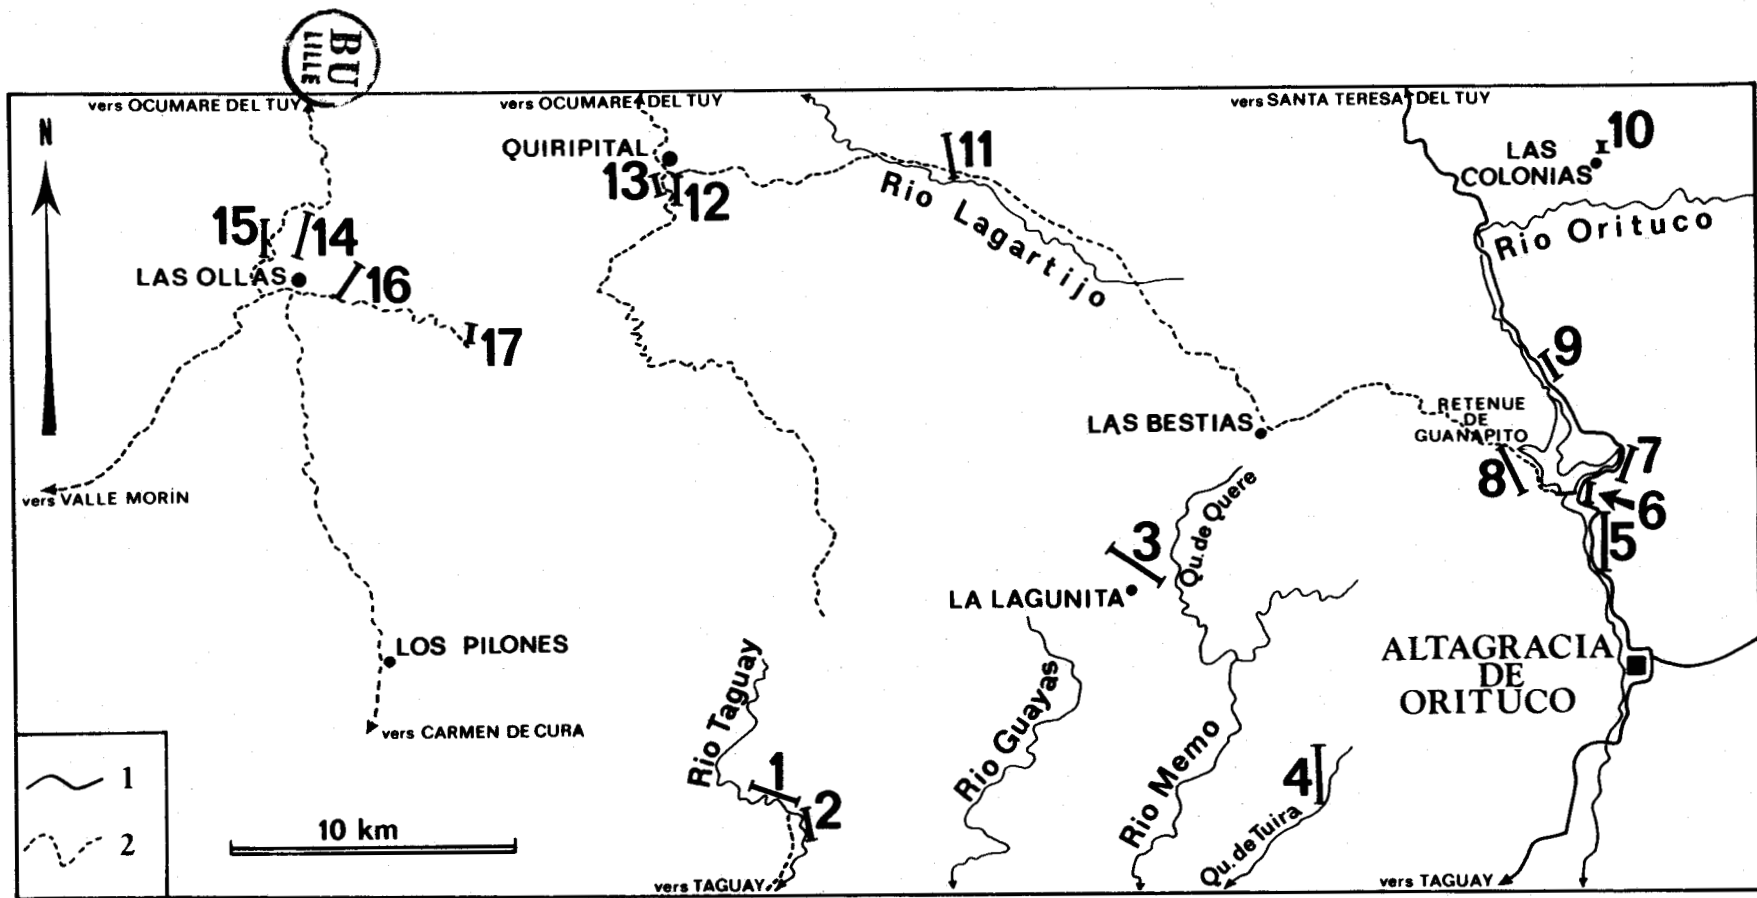 BU
LILLE
vers OCUMARE DEL TUY
vers OCUMARE DEL TUY
vers SANTA TERESA DEL TUY
N
QUIRIPITAL
11
10
LAS
COLONIAS
13
12
Rio Lagartijo
Rio Orituco
15
14
LAS OLLAS
16
17
9
RETENUE
DE
GUANAPITO
LAS BESTIAS
7
8
6
vers VALLE MORÍN
Qu. de Quere
3
5
LA LAGUNITA
LOS PILONES
ALTAGRACIA
DE
ORITUCO
Rio Taguay
Rio Guayas
Rio Memo
vers CARMEN DE CURA
1
2
4
Qu. de Tuira
1
2
10 km
vers TAGUAY
vers TAGUAY